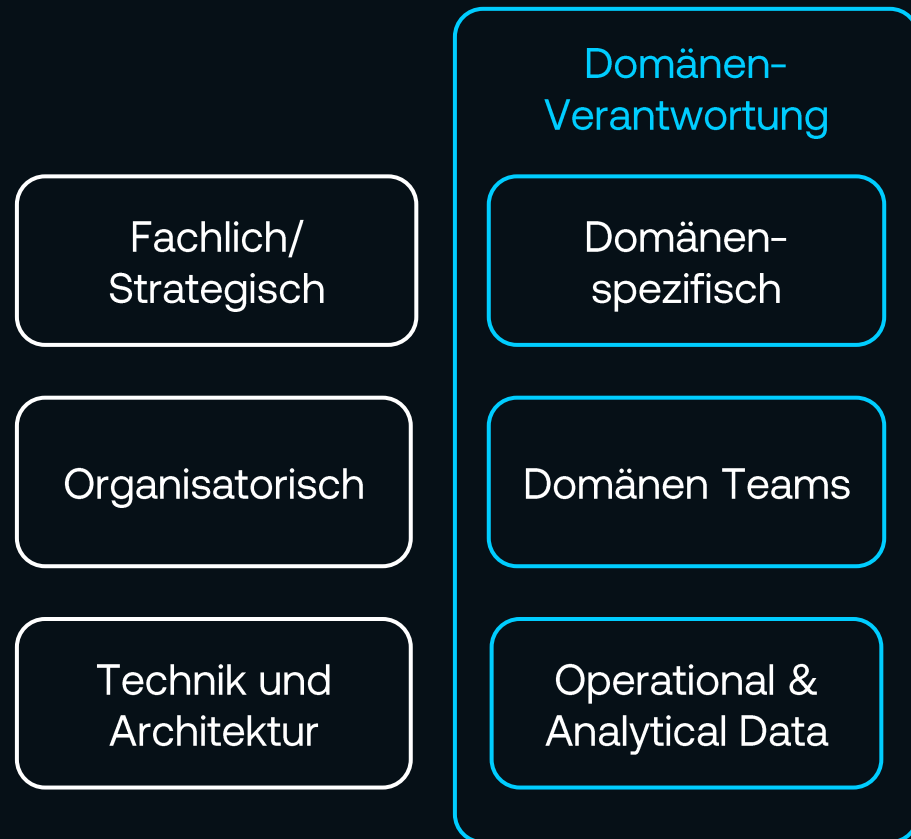 Domänen-
Verantwortung
Fachlich/
Strategisch
Domänen-
spezifisch
Organisatorisch
Domänen Teams
Technik und
Architektur
Operational &
Analytical Data